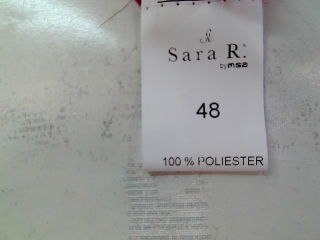 Sara R.
by msa
48
100 % POLIESTER